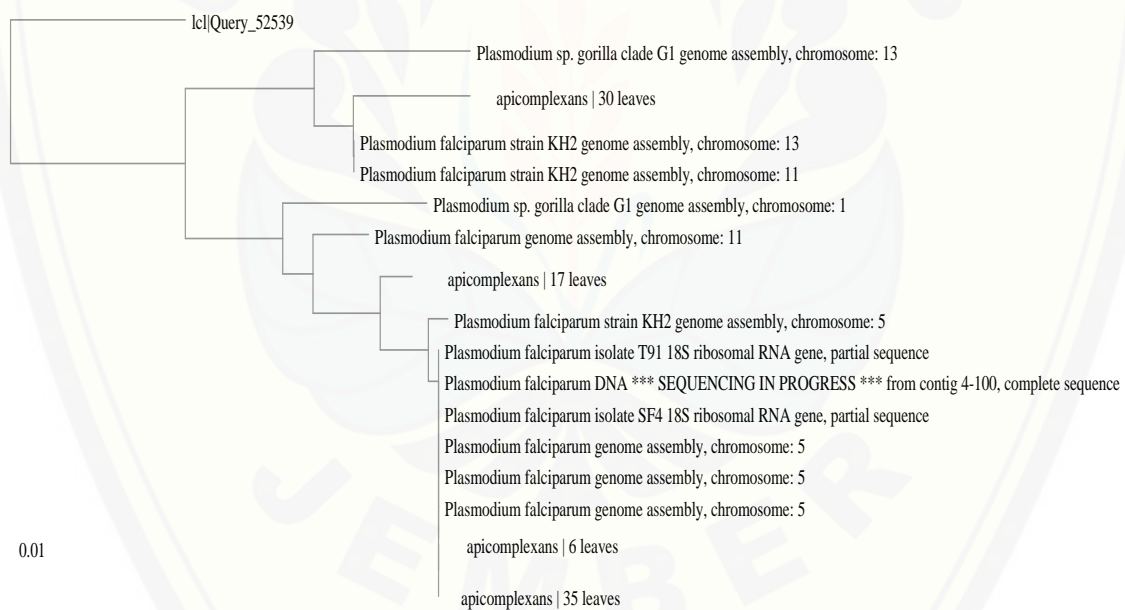 lcl|Query_52539
Plasmodium sp. gorilla clade G1 genome assembly, chromosome: 13
apicomplexans | 30 leaves
Plasmodium falciparum strain KH2 genome assembly, chromosome: 13
Plasmodium falciparum strain KH2 genome assembly, chromosome: 11
Plasmodium sp. gorilla clade G1 genome assembly, chromosome: 1
Plasmodium falciparum genome assembly, chromosome: 11
apicomplexans | 17 leaves
Plasmodium falciparum strain KH2 genome assembly, chromosome: 5
Plasmodium falciparum isolate T91 18S ribosomal RNA gene, partial sequence
Plasmodium falciparum DNA *** SEQUENCING IN PROGRESS *** from contig 4-100, complete sequence
Plasmodium falciparum isolate SF4 18S ribosomal RNA gene, partial sequence
Plasmodium falciparum genome assembly, chromosome: 5
Plasmodium falciparum genome assembly, chromosome: 5
Plasmodium falciparum genome assembly, chromosome: 5
0.01
apicomplexans | 6 leaves
apicomplexans | 35 leaves
JEMBER